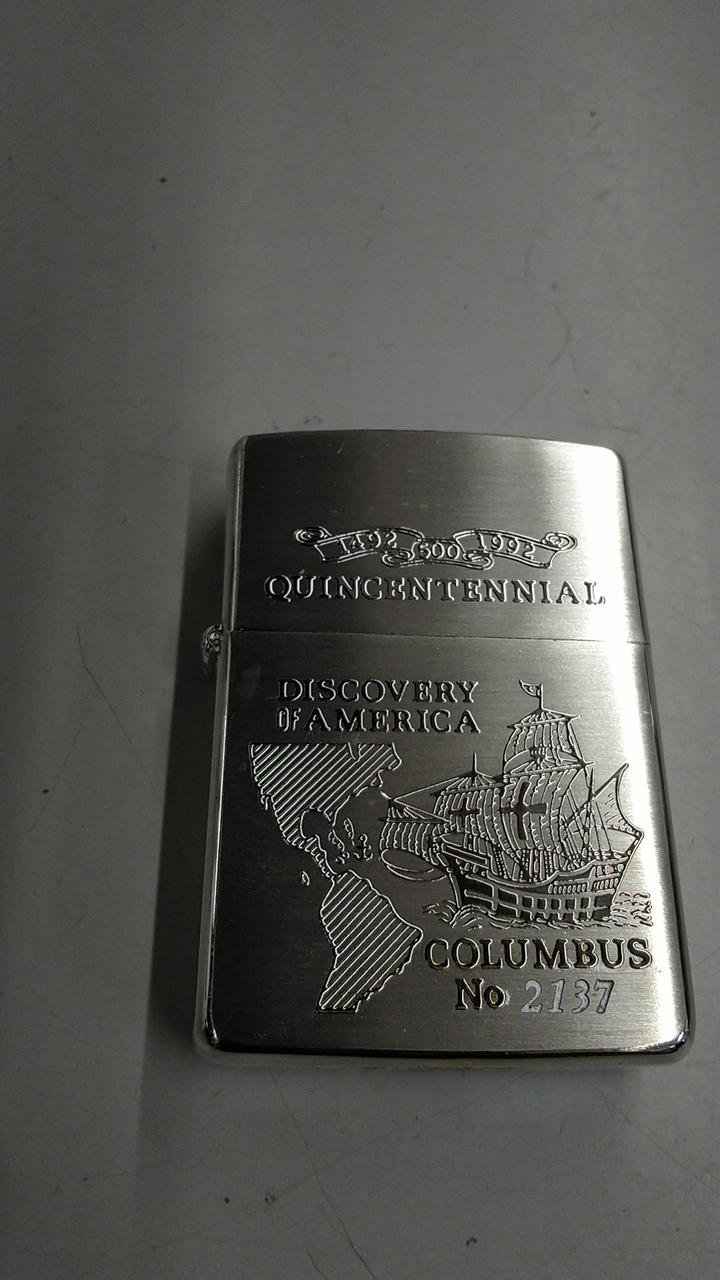 1492 500 1992
QUINCENTENNIAL
DISCOVERY
OF AMERICA
COLUMBUS
No 2137